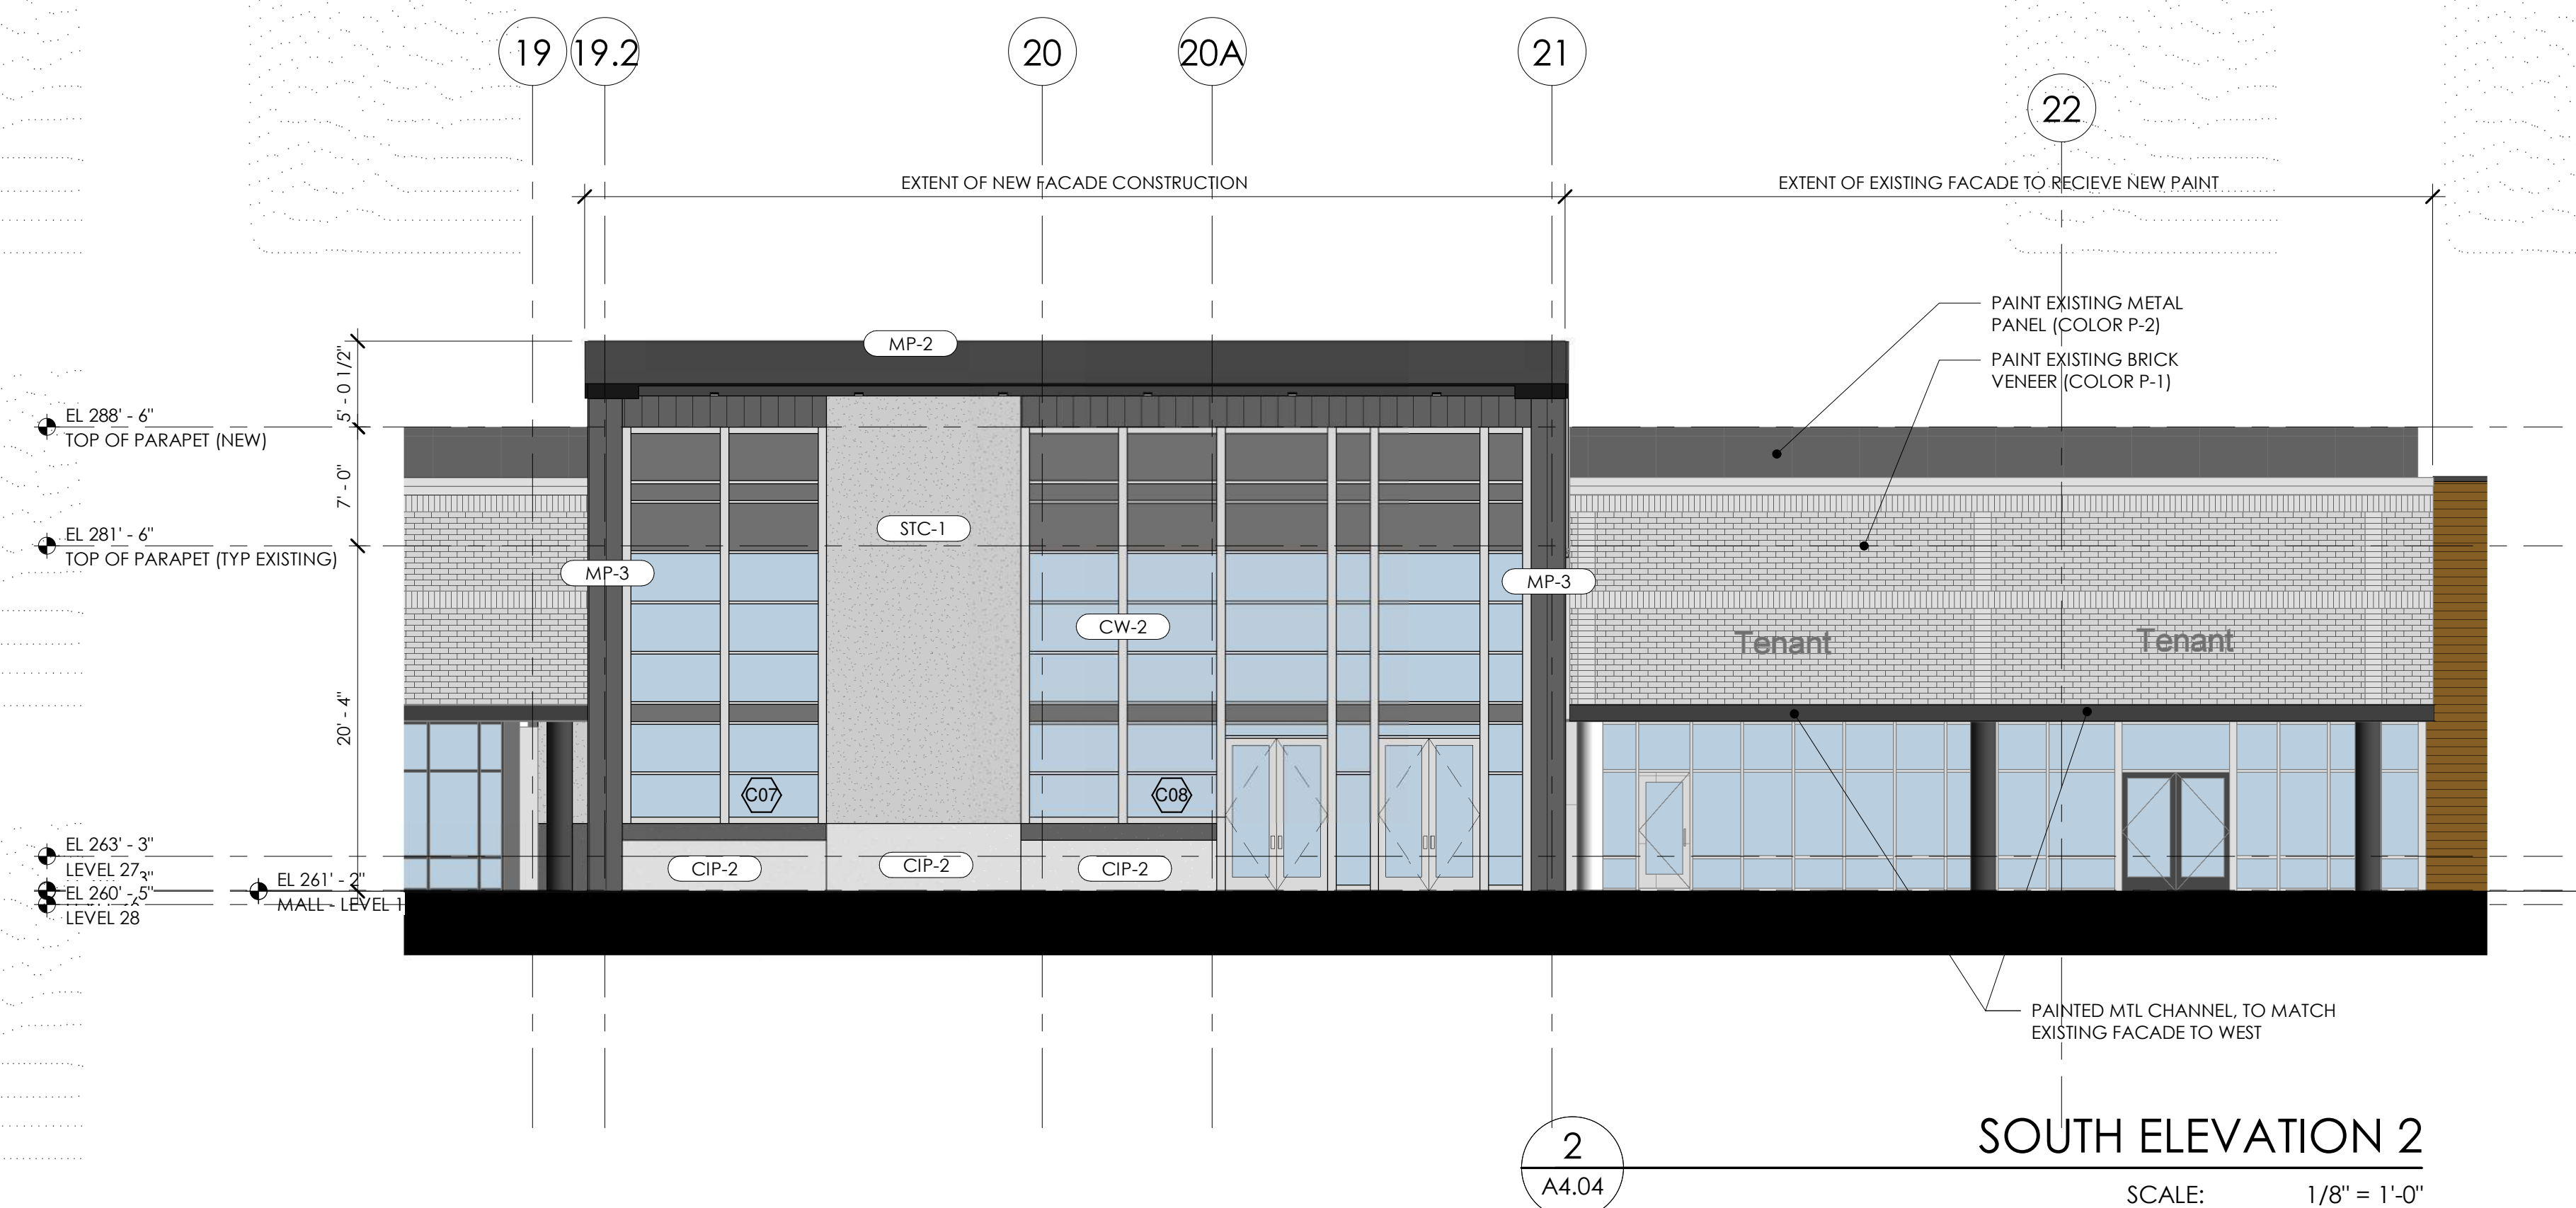 19
19.2
20
20A
21
22
EXTENT OF NEW FACADE CONSTRUCTION
EXTENT OF EXISTING FACADE TO RECIEVE NEW PAINT
PAINT EXISTING METAL
PANEL (COLOR P-2)
PAINT EXISTING BRICK
VENEER (COLOR P-1)
MP-2
5' - 0 1/2"
EL 288' - 6"
TOP OF PARAPET (NEW)
7' - 0"
STC-1
EL 281' - 6"
TOP OF PARAPET (TYP EXISTING)
MP-3
MP-3
CW-2
Tenant
Tenant
20' - 4"
C07
C08
EL 263' - 3"
LEVEL 27
CIP-2
CIP-2
CIP-2
EL 261' - 2"
MALL - LEVEL 1
EL 260' - 5"
LEVEL 28
PAINTED MTL CHANNEL, TO MATCH
EXISTING FACADE TO WEST
2
A4.04
SOUTH ELEVATION 2
SCALE: 1/8" = 1'-0"